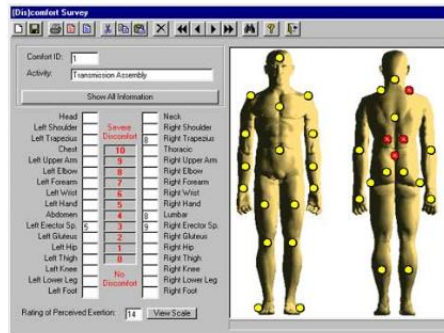 (Dis)comfort Survey
Comfort ID: 1
Activity: Transmission Assembly
Show All Information
Head Neck
Left Shoulder Severe Discomfort Right Shoulder
Left Trapezius 8 Right Trapezius
Chest 10 Thoracic
Left Upper Arm 9 Right Upper Arm
Left Elbow 8 Right Elbow
Left Forearm 7 Right Forearm
Left Wrist 6 Right Wrist
Left Hand 5 Right Hand
Abdomen 4 8 Lumbar
Left Erector Sp. 5 3 9 Right Erector Sp.
Left Gluteus 2 Right Gluteus
Left Hip 1 Right Hip
Left Thigh 0 Right Thigh
Left Knee No Discomfort Right Knee
Left Lower Leg Right Lower Leg
Left Foot Right Foot
Rating of Perceived Exertion: 14 View Scale